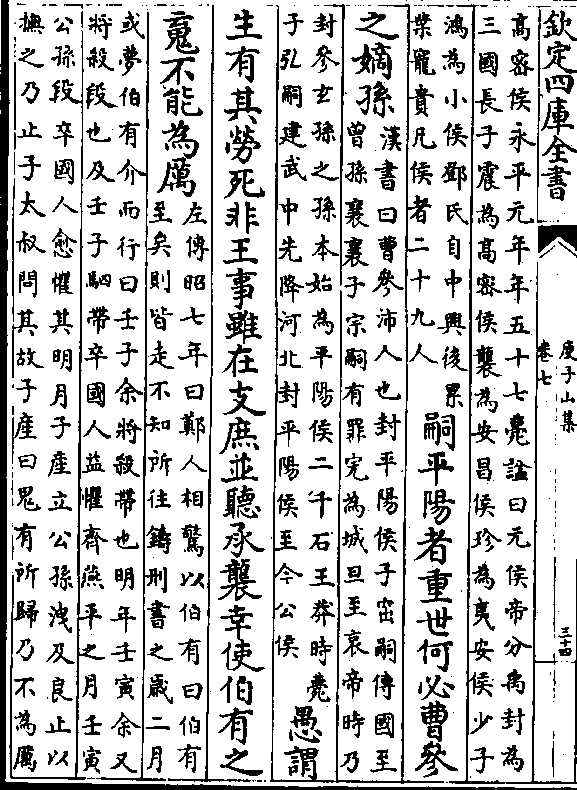 欽定四庫全書
庾子山集
卷七
三十四
高密侯永平元年年五十七薨諡曰元侯帝分禹封為
三國長子震為高密侯襲為安昌侯珍為夷安侯少子
鴻為小侯鄧氏自中興後累
葉寵貴凡侯者二十九人
嗣平陽者重世何必曹參
之嫡孫
漢書曰曹參沛人也封平陽侯子窋嗣傳國至
曾孫襄襄子宗嗣有罪完為城旦至哀帝時乃
封參玄孫之孫本始為平陽侯二千石王莽時薨
子弘嗣建武中先降河北封平陽侯至今公侯
愚謂
生有其勞死非王事雖在支庶並聽承襲幸使伯有之
䰟不能為厲
左傳昭七年曰鄭人相驚以伯有曰伯有
至矣則皆走不知所往鑄刑書之歲二月
或夢伯有介而行曰壬子余將殺帶也明年壬寅余又
將殺段也及壬子駟帶卒國人益懼齊燕平之月壬寅
公孫段卒國人愈懼其明月子產立公孫洩及良止以
撫之乃止子太叔問其故子產曰鬼有所歸乃不為厲